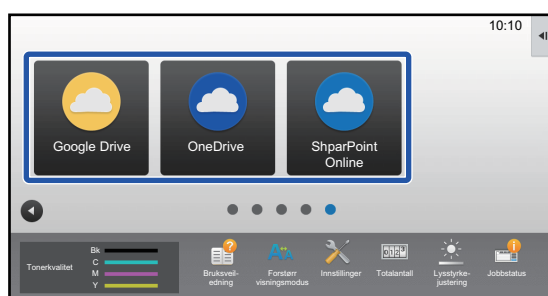 10:10
Google Drive
OneDrive
ShparPoint
Online
Tonerkvalitet
Bk
C
M
Y
Bruksveil-
edning
Forstørr
visningsmodus
Innstillinger
Totalantall
Lysstyrke-
justering
Jobbstatus